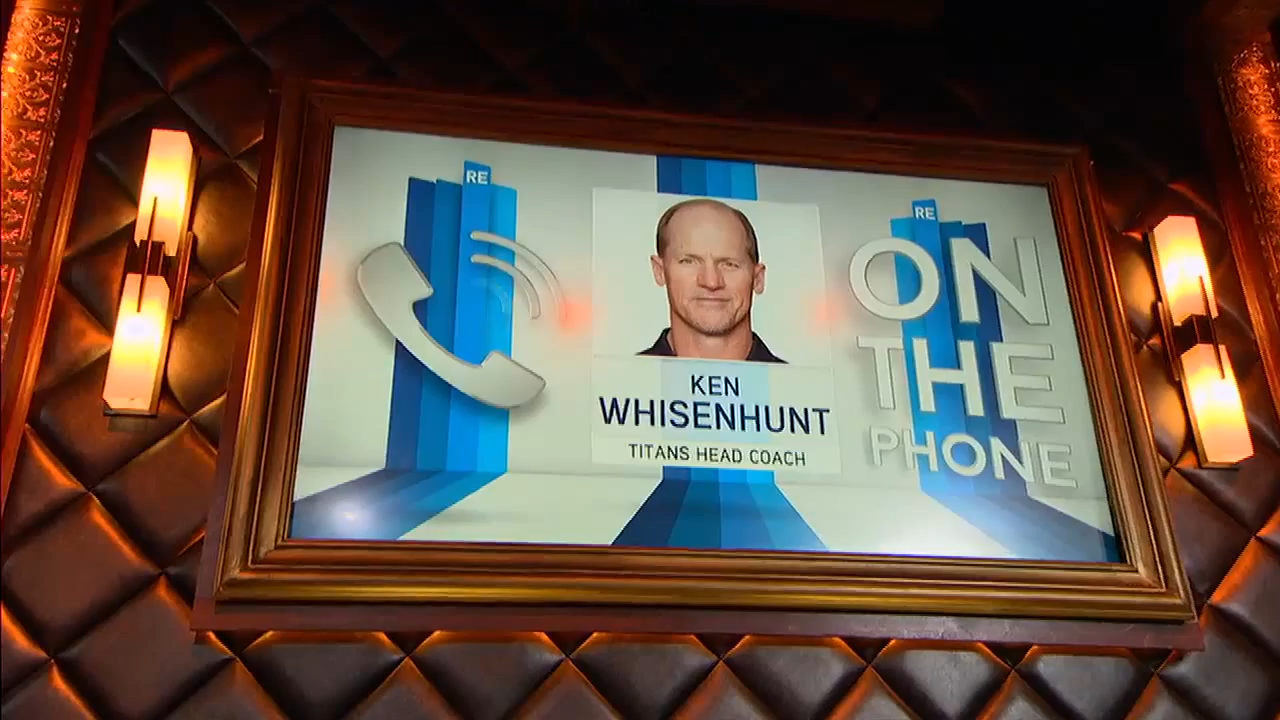 RE
KEN
WHISENHUNT
TITANS HEAD COACH
RE
ON
THE
PHONE